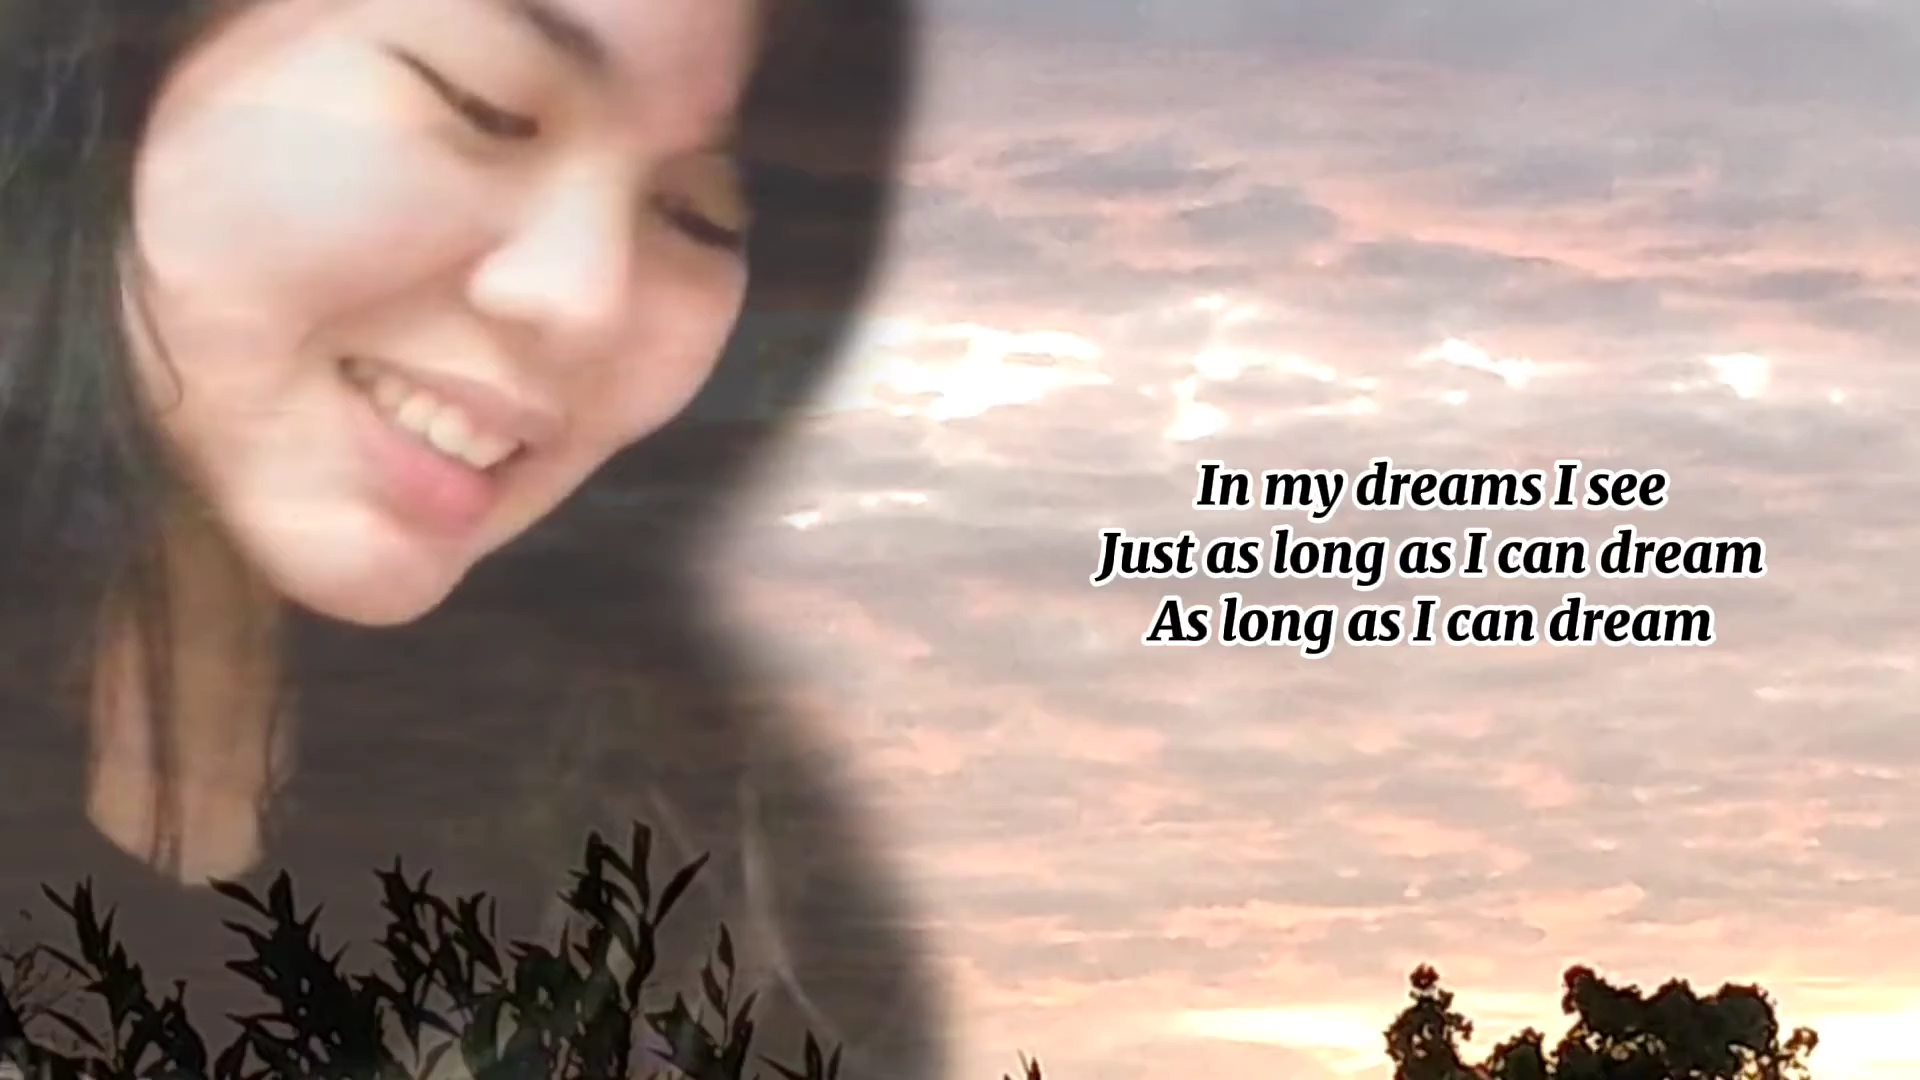 In my dreams I see
Just as long as I can dream
As long as I can dream